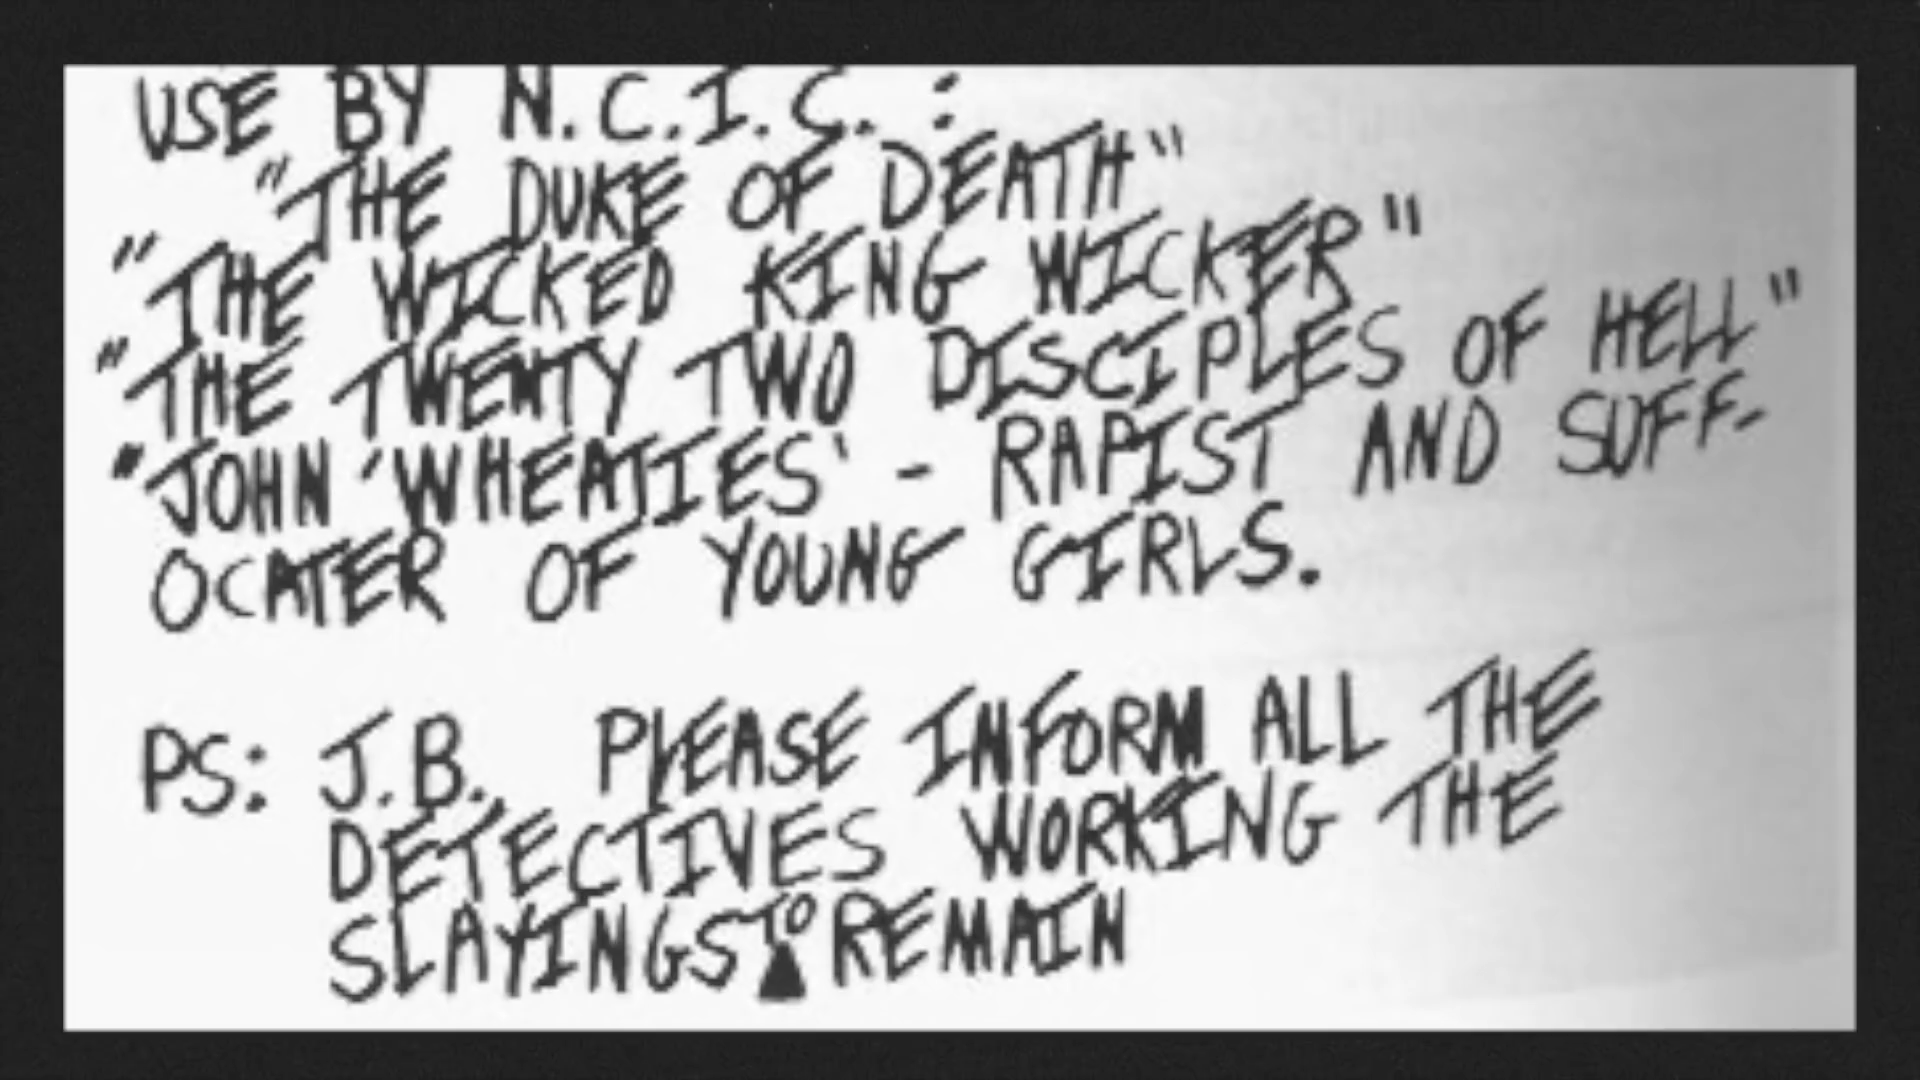 USE BY N.C.I.C. :
"THE DUKE OF DEATH"
"THE WICKED KING WICKER"
"THE TWENTY TWO DISCIPLES OF HELL"
"JOHN 'WHEATIES' - RAPIST AND SUFF-
OCATER OF YOUNG GIRLS.
PS: J.B., PLEASE INFORM ALL THE
DETECTIVES WORKING THE
SLAYINGS TO REMAIN